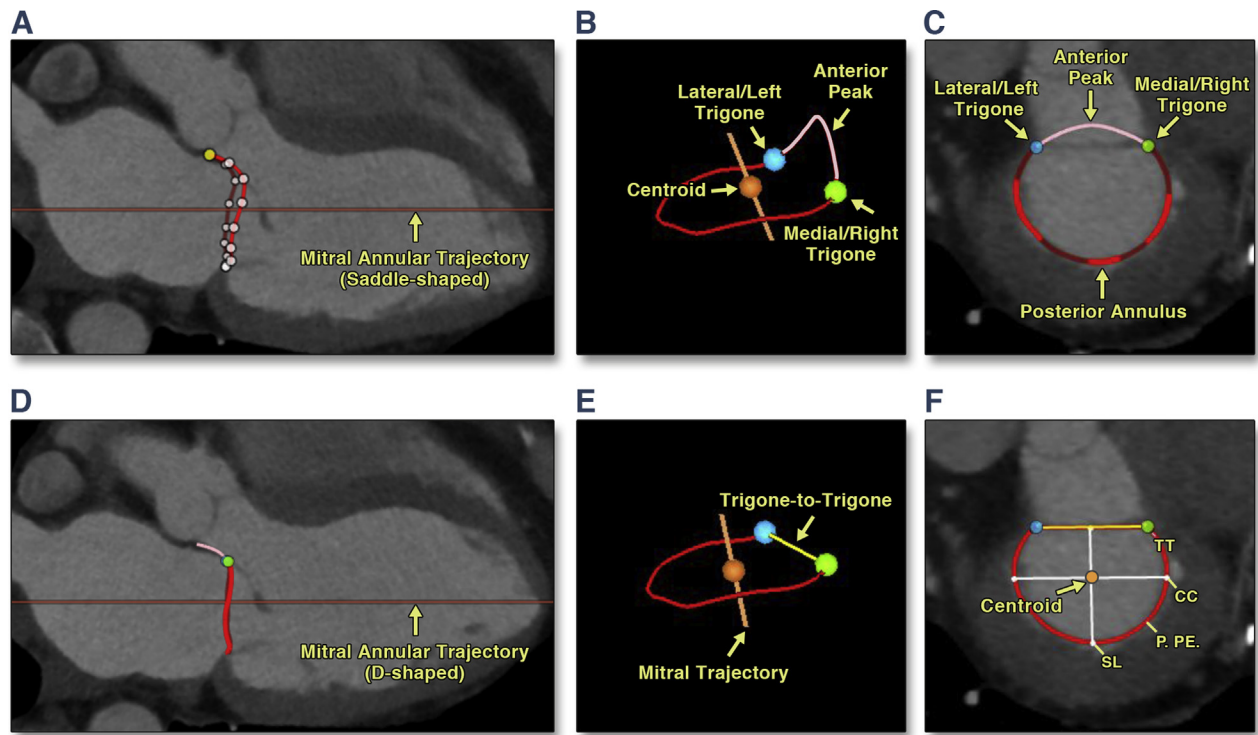 A
Mitral Annular Trajectory
(Saddle-shaped)
B
Lateral/Left
Trigone
Anterior
Peak
Centroid
Medial/Right
Trigone
C
Anterior
Peak
Lateral/Left
Trigone
Medial/Right
Trigone
Posterior Annulus
D
Mitral Annular Trajectory
(D-shaped)
E
Trigone-to-Trigone
Mitral Trajectory
F
TT
Centroid
CC
P. PE.
SL